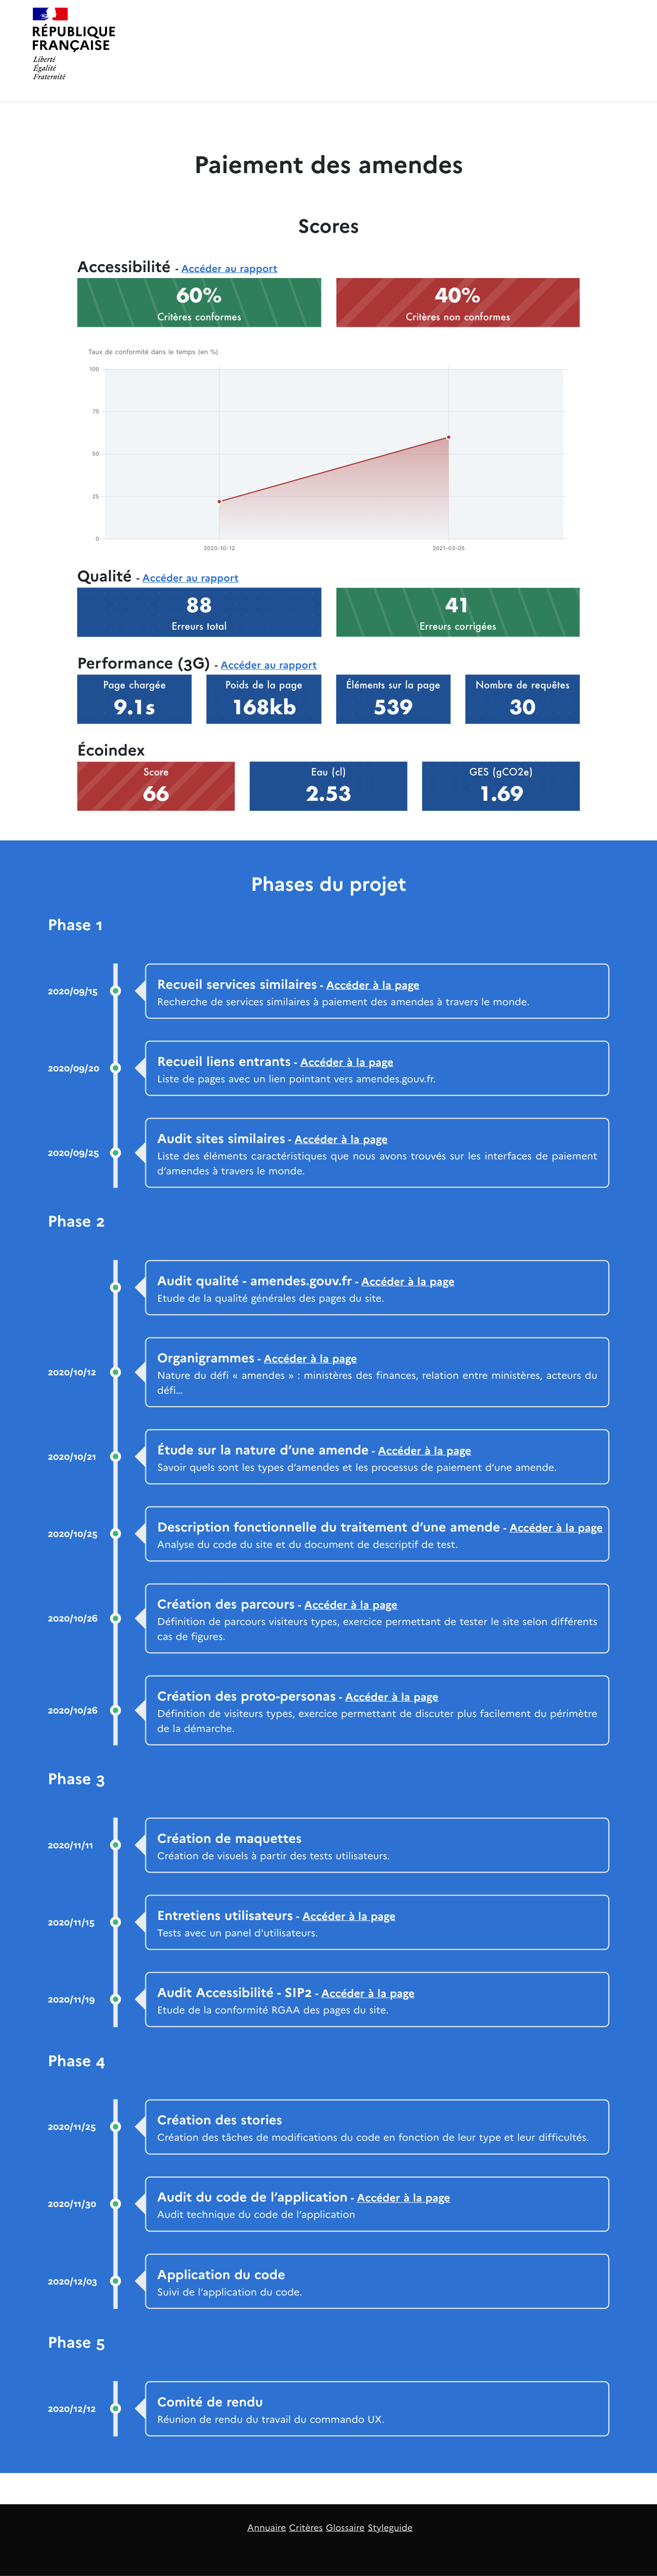 RÉPUBLIQUE
FRANÇAISE
Liberté
Égalité
Fraternité
Paiement des amendes
Scores
Accessibilité - Accéder au rapport
60%
Critères conformes
40%
Critères non conformes
Taux de conformité dans le temps (en %)
100
75
50
25
0
2020-10-12
2021-03-05
Qualité - Accéder au rapport
88
Erreurs total
41
Erreurs corrigées
Performance (3G) - Accéder au rapport
Page chargée
9.1s
Poids de la page
168kb
Éléments sur la page
539
Nombre de requêtes
30
Écoindex
Score
66
Eau (cl)
2.53
GES (gCO2e)
1.69
Phases du projet
Phase 1
2020/09/15
Recueil services similaires - Accéder à la page
Recherche de services similaires à paiement des amendes à travers le monde.
2020/09/20
Recueil liens entrants - Accéder à la page
Liste de pages avec un lien pointant vers amendes.gouv.fr.
2020/09/25
Audit sites similaires - Accéder à la page
Liste des éléments caractéristiques que nous avons trouvés sur les interfaces de paiement
d’amendes à travers le monde.
Phase 2
Audit qualité - amendes.gouv.fr - Accéder à la page
Etude de la qualité générales des pages du site.
2020/10/12
Organigrammes - Accéder à la page
Nature du défi « amendes » : ministères des finances, relation entre ministères, acteurs du
défi…
2020/10/21
Étude sur la nature d’une amende - Accéder à la page
Savoir quels sont les types d’amendes et les processus de paiement d’une amende.
2020/10/25
Description fonctionnelle du traitement d’une amende - Accéder à la page
Analyse du code du site et du document de descriptif de test.
2020/10/26
Création des parcours - Accéder à la page
Définition de parcours visiteurs types, exercice permettant de tester le site selon différents
cas de figures.
2020/10/26
Création des proto-personas - Accéder à la page
Définition de visiteurs types, exercice permettant de discuter plus facilement du périmètre
de la démarche.
Phase 3
2020/11/11
Création de maquettes
Création de visuels à partir des tests utilisateurs.
2020/11/15
Entretiens utilisateurs - Accéder à la page
Tests avec un panel d'utilisateurs.
2020/11/19
Audit Accessibilité - SIP2 - Accéder à la page
Etude de la conformité RGAA des pages du site.
Phase 4
2020/11/25
Création des stories
Création des tâches de modifications du code en fonction de leur type et leur difficultés.
2020/11/30
Audit du code de l’application - Accéder à la page
Audit technique du code de l’application
2020/12/03
Application du code
Suivi de l’application du code.
Phase 5
2020/12/12
Comité de rendu
Réunion de rendu du travail du commando UX.
Annuaire Critères Glossaire Styleguide